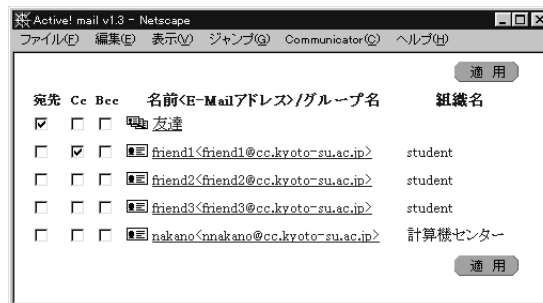 Active! mail v1.3 - Netscape
ファイル(F) 編集(E) 表示(V) ジャンプ(G) Communicator(C) ヘルプ(H)
適 用
宛先 Cc Bcc 名前<E-Mailアドレス>/グループ名 組織名
友達
friend1<friend1@cc.kyoto-su.ac.jp> student
friend2<friend2@cc.kyoto-su.ac.jp> student
friend3<friend3@cc.kyoto-su.ac.jp> student
nakano<nnakano@cc.kyoto-su.ac.jp> 計算機センター
適 用